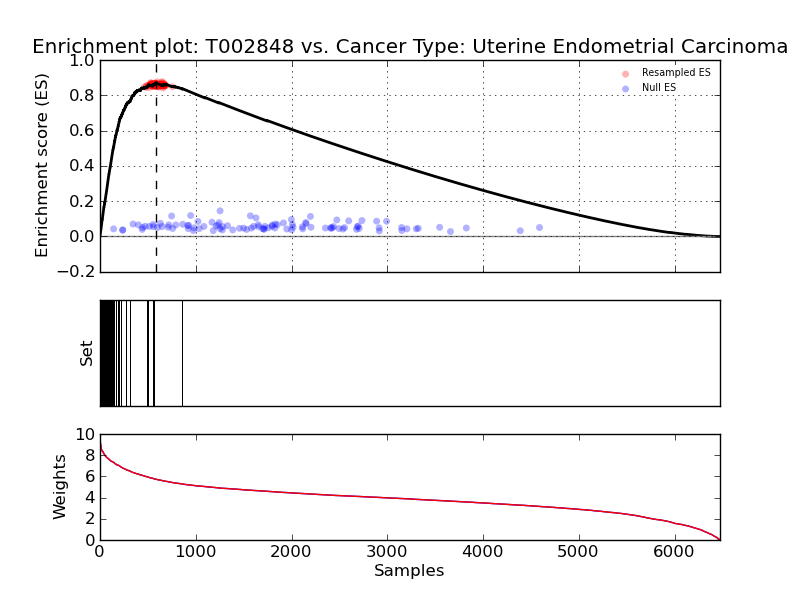 Enrichment plot: T002848 vs. Cancer Type: Uterine Endometrial Carcinoma
Enrichment score (ES)
1.0
0.8
0.6
0.4
0.2
0.0
−0.2
Resampled ES
Null ES
Set
Weights
10
8
6
4
2
0
0 1000 2000 3000 4000 5000 6000
Samples